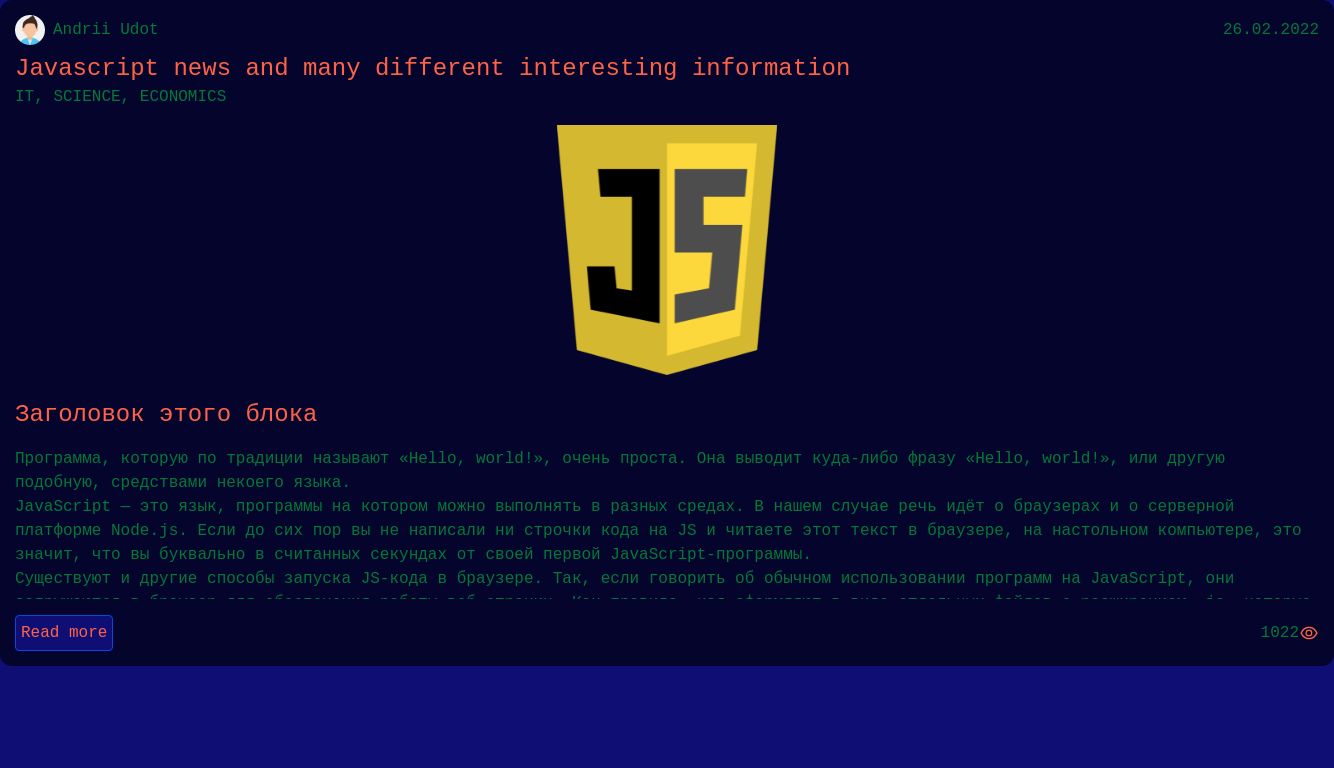 Andrii Udot
26.02.2022
Javascript news and many different interesting information
IT, SCIENCE, ECONOMICS
JS
Заголовок этого блока
Программа, которую по традиции называют «Hello, world!», очень проста. Она выводит куда-либо фразу «Hello, world!», или другую
подобную, средствами некоего языка.
JavaScript — это язык, программы на котором можно выполнять в разных средах. В нашем случае речь идёт о браузерах и о серверной
платформе Node.js. Если до сих пор вы не написали ни строчки кода на JS и читаете этот текст в браузере, на настольном компьютере, это
значит, что вы буквально в считанных секундах от своей первой JavaScript-программы.
Существуют и другие способы запуска JS-кода в браузере. Так, если говорить об обычном использовании программ на JavaScript, они
Read more
1022